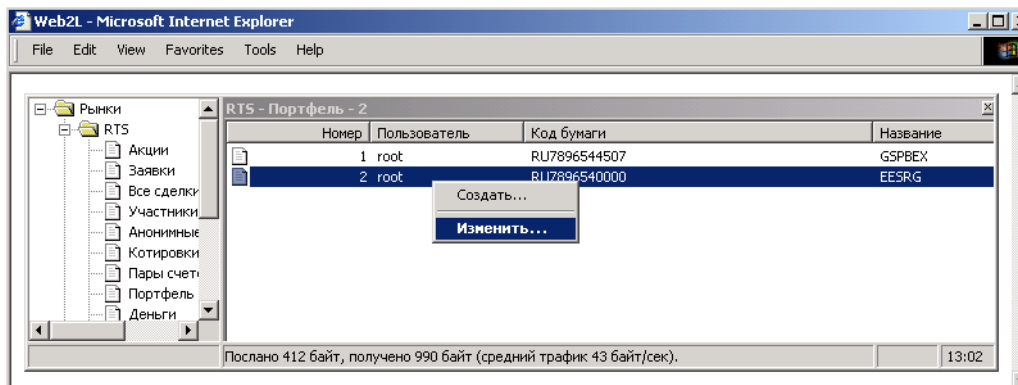 Web2L - Microsoft Internet Explorer
File Edit View Favorites Tools Help
Рынки
RTS
Акции
Заявки
Все сделки
Участники
Анонимные
Котировки
Пары счет
Портфель
Деньги
RTS - Портфель - 2
Номер Пользователь Код бумаги Название
1 root RU7896544507 GSPBEX
2 root RU7896540000 EESRG
Создать...
Изменить...
Послано 412 байт, получено 990 байт (средний трафик 43 байт/сек). 13:02